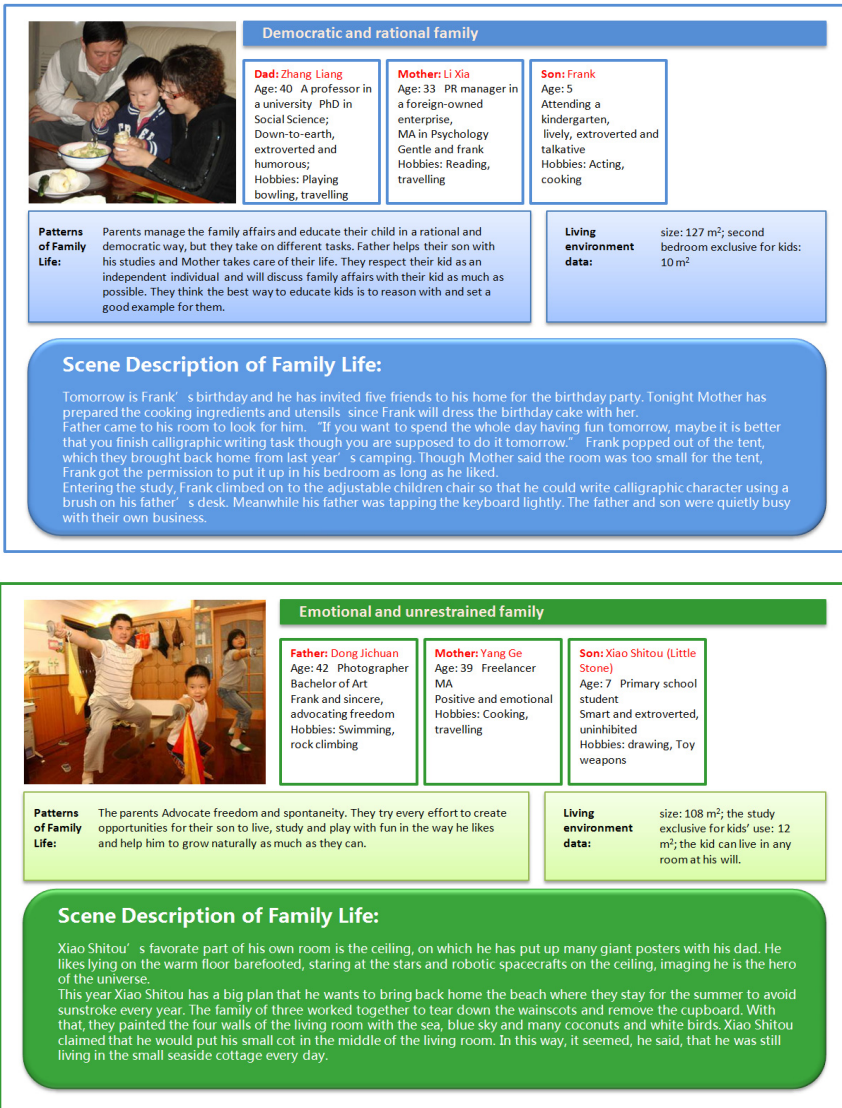 Democratic and rational family
Dad: Zhang Liang
Age: 40 A professor in
a university PhD in
Social Science;
Down-to-earth,
extroverted and
humorous;
Hobbies: Playing
bowling, travelling
Mother: Li Xia
Age: 33 PR manager in
a foreign-owned
enterprise,
MA in Psychology
Gentle and frank
Hobbies: Reading,
travelling
Son: Frank
Age: 5
Attending a
kindergarten,
lively, extroverted and
talkative
Hobbies: Acting,
cooking
Patterns
of Family
Life:
Parents manage the family affairs and educate their child in a rational and
democratic way, but they take on different tasks. Father helps their son with
his studies and Mother takes care of their life. They respect their kid as an
independent individual and will discuss family affairs with their kid as much as
possible. They think the best way to educate kids is to reason with and set a
good example for them.
Living
environment
data:
size: 127 m²; second
bedroom exclusive for kids:
10 m²
Scene Description of Family Life:
Tomorrow is Frank’s birthday and he has invited five friends to his home for the birthday party. Tonight Mother has
prepared the cooking ingredients and utensils since Frank will dress the birthday cake with her.
Father came to his room to look for him. “If you want to spend the whole day having fun tomorrow, maybe it is better
that you finish calligraphic writing task though you are supposed to do it tomorrow.” Frank popped out of the tent,
which they brought back home from last year’s camping. Though Mother said the room was too small for the tent,
Frank got the permission to put it up in his bedroom as long as he liked.
Entering the study, Frank climbed on to the adjustable children chair so that he could write calligraphic character using a
brush on his father’s desk. Meanwhile his father was tapping the keyboard lightly. The father and son were quietly busy
with their own business.
Emotional and unrestrained family
Father: Dong Jichuan
Age: 42 Photographer
Bachelor of Art
Frank and sincere,
advocating freedom
Hobbies: Swimming,
rock climbing
Mother: Yang Ge
Age: 39 Freelancer
MA
Positive and emotional
Hobbies: Cooking,
travelling
Son: Xiao Shitou (Little
Stone)
Age: 7 Primary school
student
Smart and extroverted,
uninhibited
Hobbies: drawing, Toy
weapons
Patterns
of Family
Life:
The parents Advocate freedom and spontaneity. They try every effort to create
opportunities for their son to live, study and play with fun in the way he likes
and help him to grow naturally as much as they can.
Living
environment
data:
size: 108 m²; the study
exclusive for kids’ use: 12
m²; the kid can live in any
room at his will.
Scene Description of Family Life:
Xiao Shitou’s favorate part of his own room is the ceiling, on which he has put up many giant posters with his dad. He
likes lying on the warm floor barefooted, staring at the stars and robotic spacecrafts on the ceiling, imaging he is the hero
of the universe.
This year Xiao Shitou has a big plan that he wants to bring back home the beach where they stay for the summer to avoid
sunstroke every year. The family of three worked together to tear down the wainscots and remove the cupboard. With
that, they painted the four walls of the living room with the sea, blue sky and many coconuts and white birds. Xiao Shitou
claimed that he would put his small cot in the middle of the living room. In this way, it seemed, he said, that he was still
living in the small seaside cottage every day.